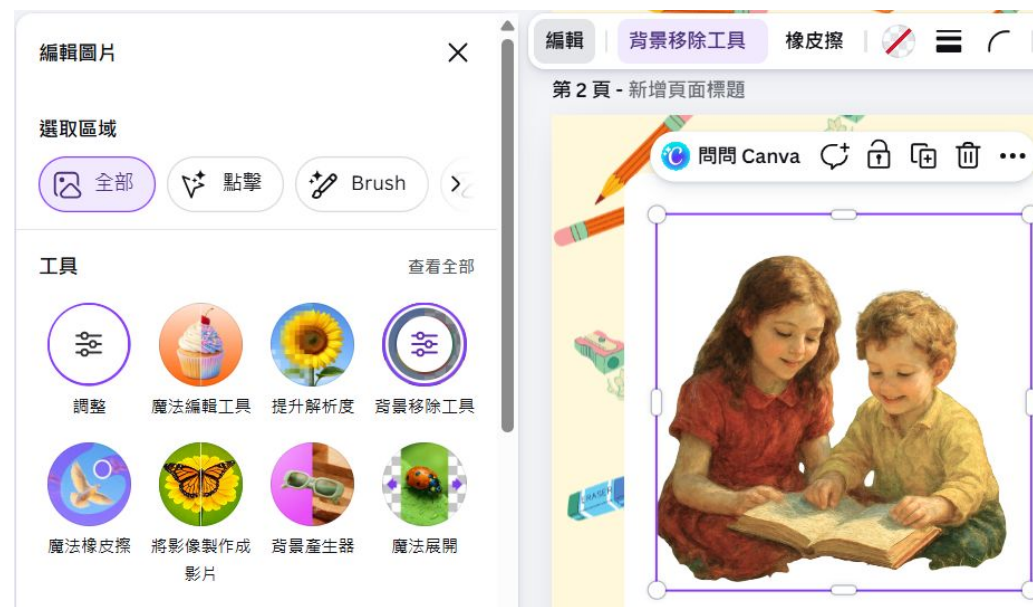 編輯圖片
選取區域
全部
點擊
Brush
工具
查看全部
調整
魔法編輯工具
提升解析度
背景移除工具
魔法橡皮擦
將影像製作成
影片
背景產生器
魔法展開
編輯
背景移除工具
橡皮擦
第 2 頁 - 新增頁面標題
問問 Canva
ERASER